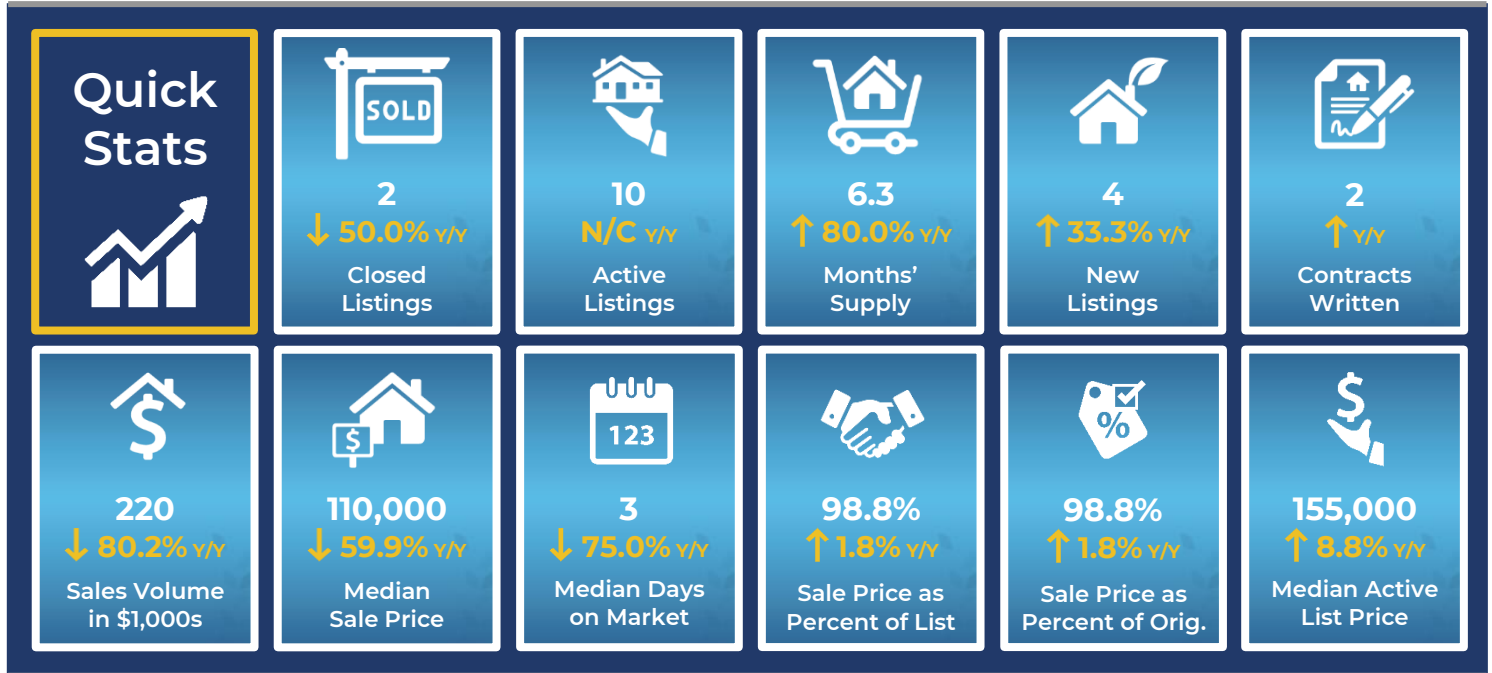 Quick
Stats
SOLD
2
↓ 50.0% Y/Y
Closed
Listings
10
N/C Y/Y
Active
Listings
6.3
↑ 80.0% Y/Y
Months’
Supply
4
↑ 33.3% Y/Y
New
Listings
2
↑ Y/Y
Contracts
Written
$
220
↓ 80.2% Y/Y
Sales Volume
in $1,000s
$
110,000
↓ 59.9% Y/Y
Median
Sale Price
123
3
↓ 75.0% Y/Y
Median Days
on Market
98.8%
↑ 1.8% Y/Y
Sale Price as
Percent of List
%
98.8%
↑ 1.8% Y/Y
Sale Price as
Percent of Orig.
$
155,000
↑ 8.8% Y/Y
Median Active
List Price